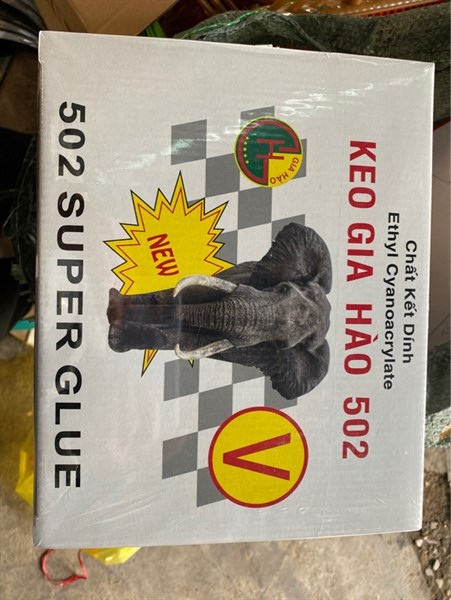 Chất Kết Dính
Ethyl Cyanoacrylate
KEO GIA HÀO 502
GIA HÀO
NEW
V
502 SUPER GLUE